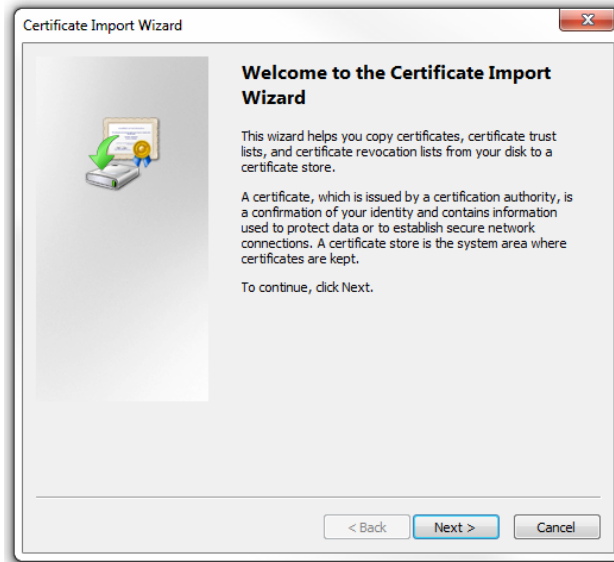 Certificate Import Wizard
Welcome to the Certificate Import
Wizard
This wizard helps you copy certificates, certificate trust
lists, and certificate revocation lists from your disk to a
certificate store.
A certificate, which is issued by a certification authority, is
a confirmation of your identity and contains information
used to protect data or to establish secure network
connections. A certificate store is the system area where
certificates are kept.
To continue, click Next.
< Back Next > Cancel